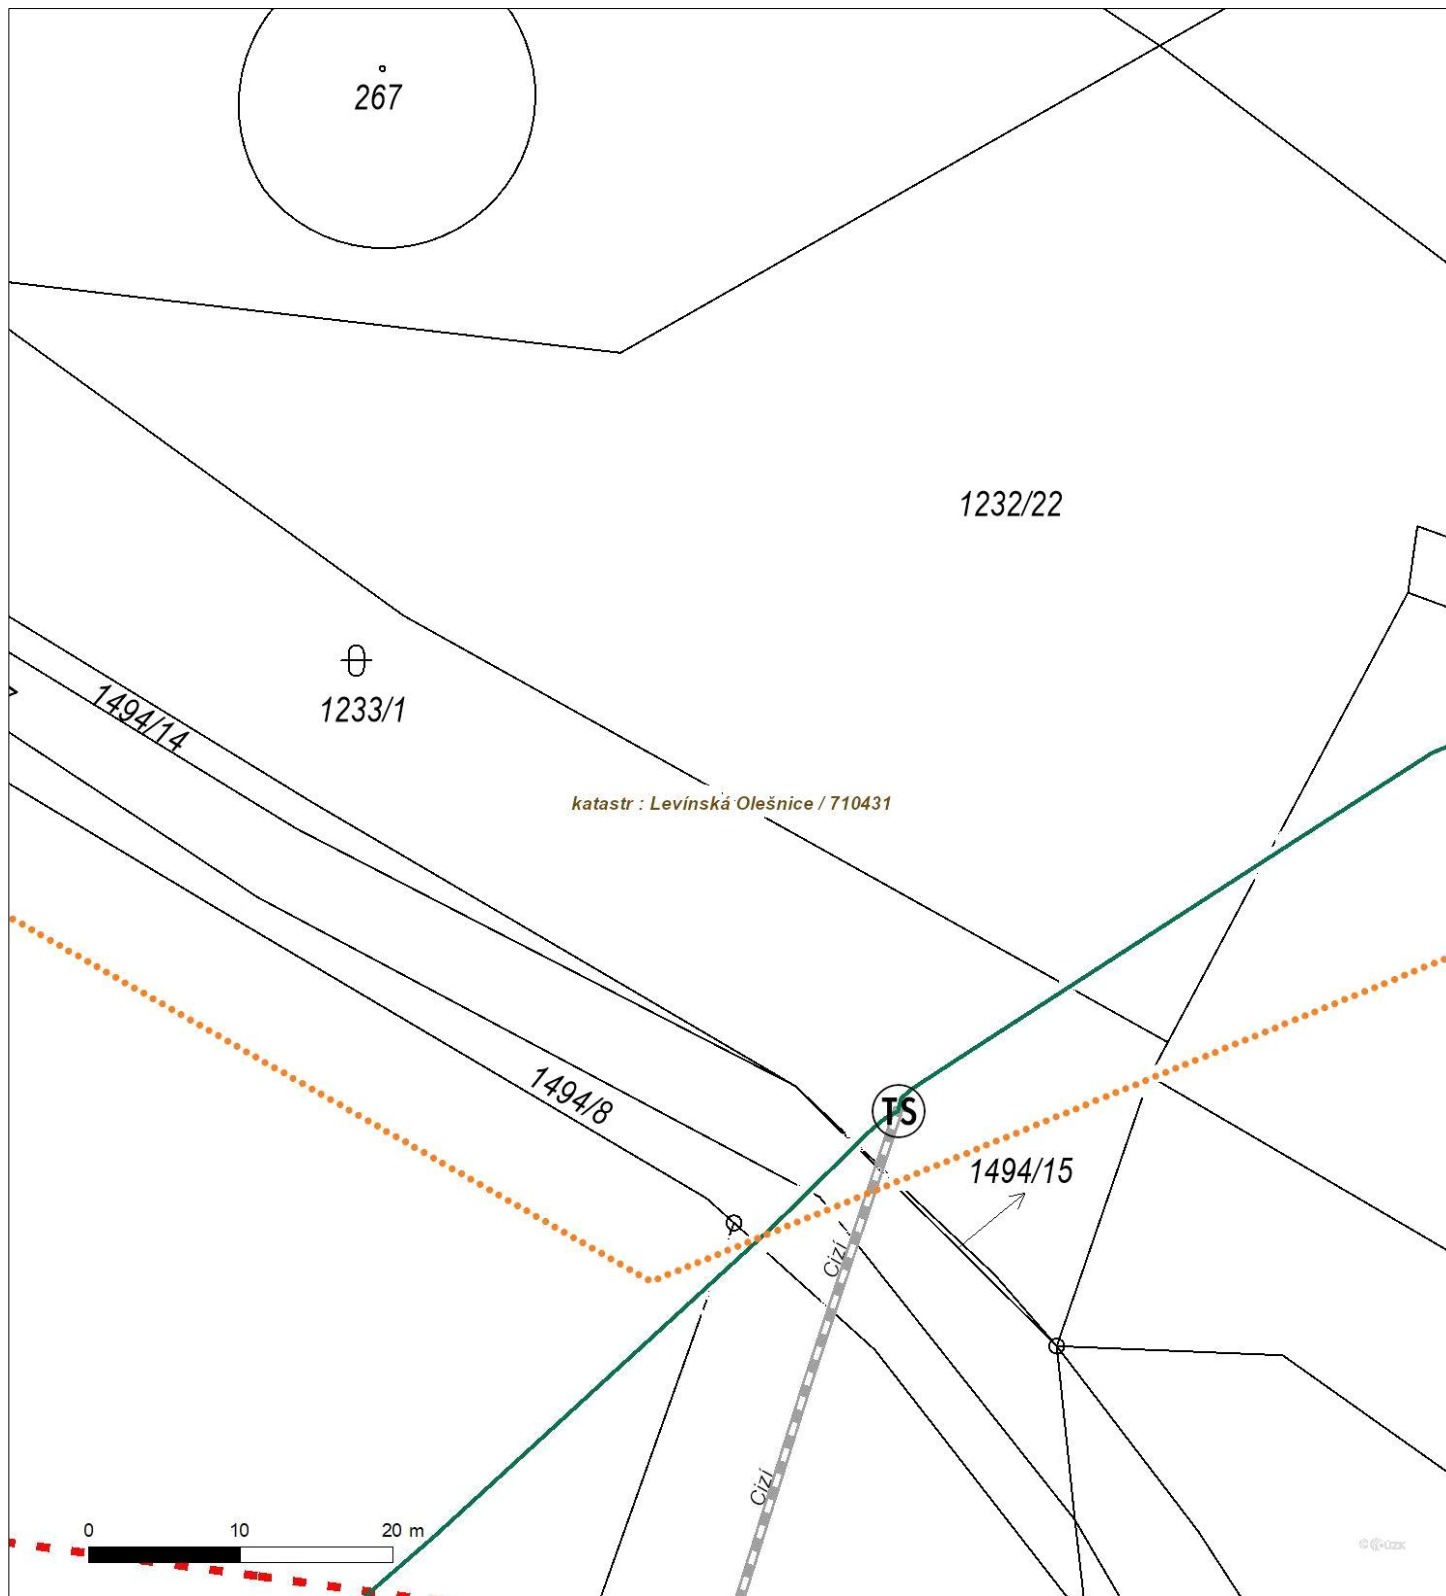 267
1232/22
1233/1
1494/14
katastr : Levínská Olešnice / 710431
1494/8
TS
1494/15
Cizí
Cizí
0 10 20 m